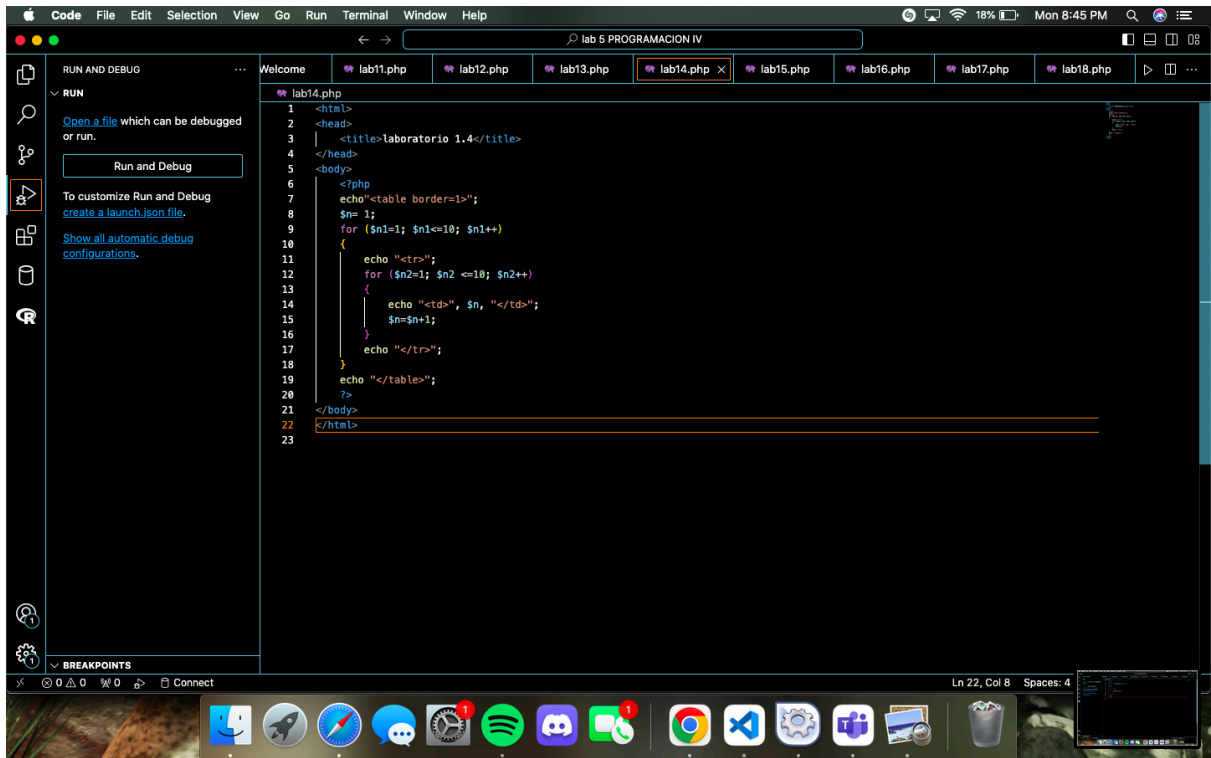 Code File Edit Selection View Go Run Terminal Window Help 18% Mon 8:45 PM
lab 5 PROGRAMACION IV
RUN AND DEBUG ... Welcome lab11.php lab12.php lab13.php lab14.php lab15.php lab16.php lab17.php lab18.php
RUN
lab14.php
Open a file which can be debugged
or run.
Run and Debug
To customize Run and Debug
create a launch.json file.
Show all automatic debug
configurations.
1 <html>
2 <head>
3 <title>laboratorio 1.4</title>
4 </head>
5 <body>
6 <?php
7 echo"<table border=1>";
8 $n= 1;
9 for ($n1=1; $n1<=10; $n1++)
10 {
11 echo "<tr>";
12 for ($n2=1; $n2 <=10; $n2++)
13 {
14 echo "<td>", $n, "</td>";
15 $n=$n+1;
16 }
17 echo "</tr>";
18 }
19 echo "</table>";
20 ?>
21 </body>
22 </html>
23
1
1
BREAKPOINTS
0 0 0 Connect Ln 22, Col 8 Spaces: 4
1 1